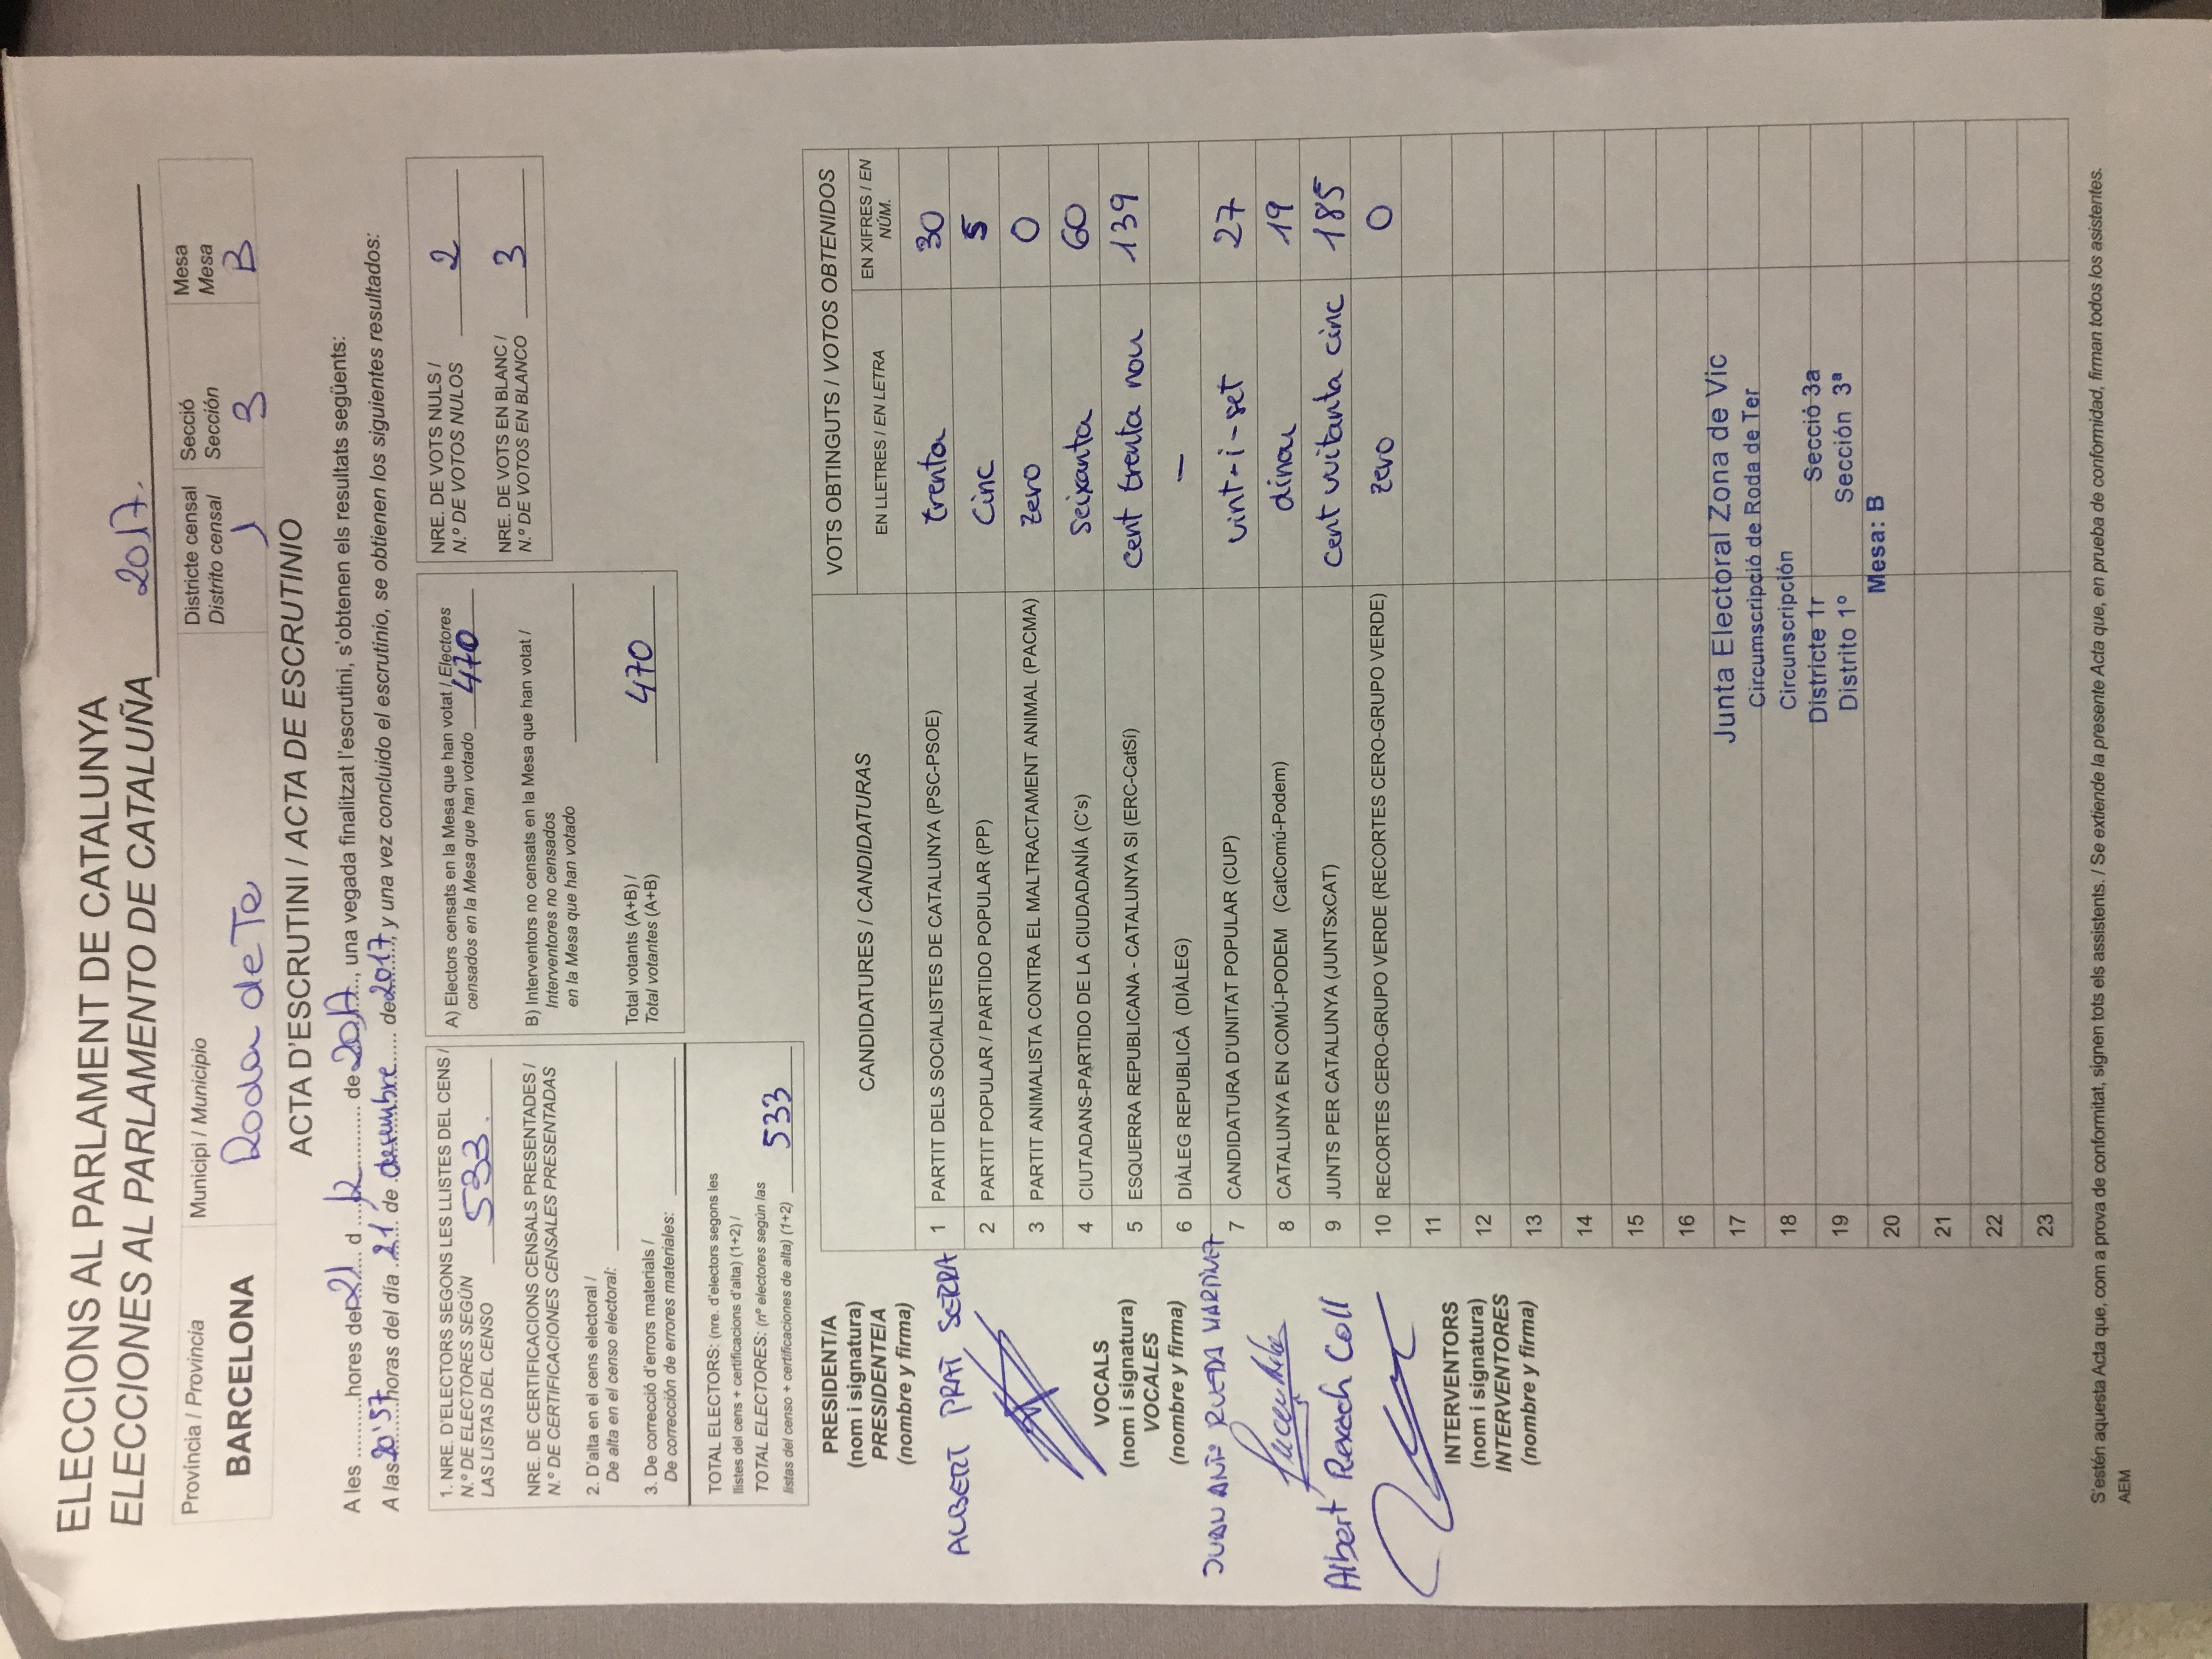 ELECCIONS AL PARLAMENT DE CATALUNYA
ELECCIONES AL PARLAMENTO DE CATALUÑA 2017.
Província / Provincia
BARCELONA
Municipi / Municipio
Roda de Te
Districte censal
Distrito censal
1
Secció
Sección
3
Mesa
Mesa
B
ACTA D'ESCRUTINI / ACTA DE ESCRUTINIO
A les ..........hores del 21 d 12 de 2017, una vegada finalitzat l'escrutini, s'obtenen els resultats següents:
A las 20'57 horas del día 21 de desembre de 2017, y una vez concluido el escrutinio, se obtienen los siguientes resultados:
1. NRE. D'ELECTORS SEGONS LES LLISTES DEL CENS /
N.º DE ELECTORES SEGÚN
LAS LISTAS DEL CENSO 533.
NRE. DE CERTIFICACIONS CENSALS PRESENTADES /
N.º DE CERTIFICACIONES CENSALES PRESENTADAS
2. D'alta en el cens electoral /
De alta en el censo electoral:
3. De correcció d'errors materials /
De corrección de errores materiales:
TOTAL ELECTORS: (nre. d'electors segons les
llistes del cens + certificacions d'alta) (1+2) /
TOTAL ELECTORES: (nº electores según las
listas del censo + certificaciones de alta) (1+2) 533
A) Electors censats en la Mesa que han votat / Electores
censados en la Mesa que han votado 470
B) Interventors no censats en la Mesa que han votat /
Interventores no censados
en la Mesa que han votado
Total votants (A+B) /
Total votantes (A+B) 470
NRE. DE VOTS NULS /
N.º DE VOTOS NULOS 2
NRE. DE VOTS EN BLANC /
N.º DE VOTOS EN BLANCO 3
PRESIDENT/A
(nom i signatura)
PRESIDENTE/A
(nombre y firma)
ALBERT PRAT SERRA
VOCALS
(nom i signatura)
VOCALES
(nombre y firma)
JUAN ANTº RUEDA MARTINEZ
Albert Rexach Coll
INTERVENTORS
(nom i signatura)
INTERVENTORES
(nombre y firma)
CANDIDATURES / CANDIDATURAS
VOTS OBTINGUTS / VOTOS OBTENIDOS
EN LLETRES / EN LETRA
EN XIFRES / EN
NÚM.
1 PARTIT DELS SOCIALISTES DE CATALUNYA (PSC-PSOE) trenta 30
2 PARTIT POPULAR / PARTIDO POPULAR (PP) Cinc 5
3 PARTIT ANIMALISTA CONTRA EL MALTRACTAMENT ANIMAL (PACMA) zero 0
4 CIUTADANS-PARTIDO DE LA CIUDADANÍA (C's) seixanta 60
5 ESQUERRA REPUBLICANA - CATALUNYA SI (ERC-CatSí) cent trenta nou 139
6 DIÀLEG REPUBLICÀ (DIÀLEG) —
7 CANDIDATURA D'UNITAT POPULAR (CUP) vint-i-set 27
8 CATALUNYA EN COMÚ-PODEM (CatComú-Podem) dinou 19
9 JUNTS PER CATALUNYA (JUNTSxCAT) cent vuitanta cinc 185
10 RECORTES CERO-GRUPO VERDE (RECORTES CERO-GRUPO VERDE) zero 0
11
12
13
14
15
16
17
18
19
20
21
22
23
Junta Electoral Zona de Vic
Circumscripció de Roda de Ter
Circunscripción
Districte 1r Secció 3a
Distrito 1º Sección 3ª
Mesa: B
S'estén aquesta Acta que, com a prova de conformitat, signen tots els assistents. / Se extiende la presente Acta que, en prueba de conformidad, firman todos los asistentes.
AEM